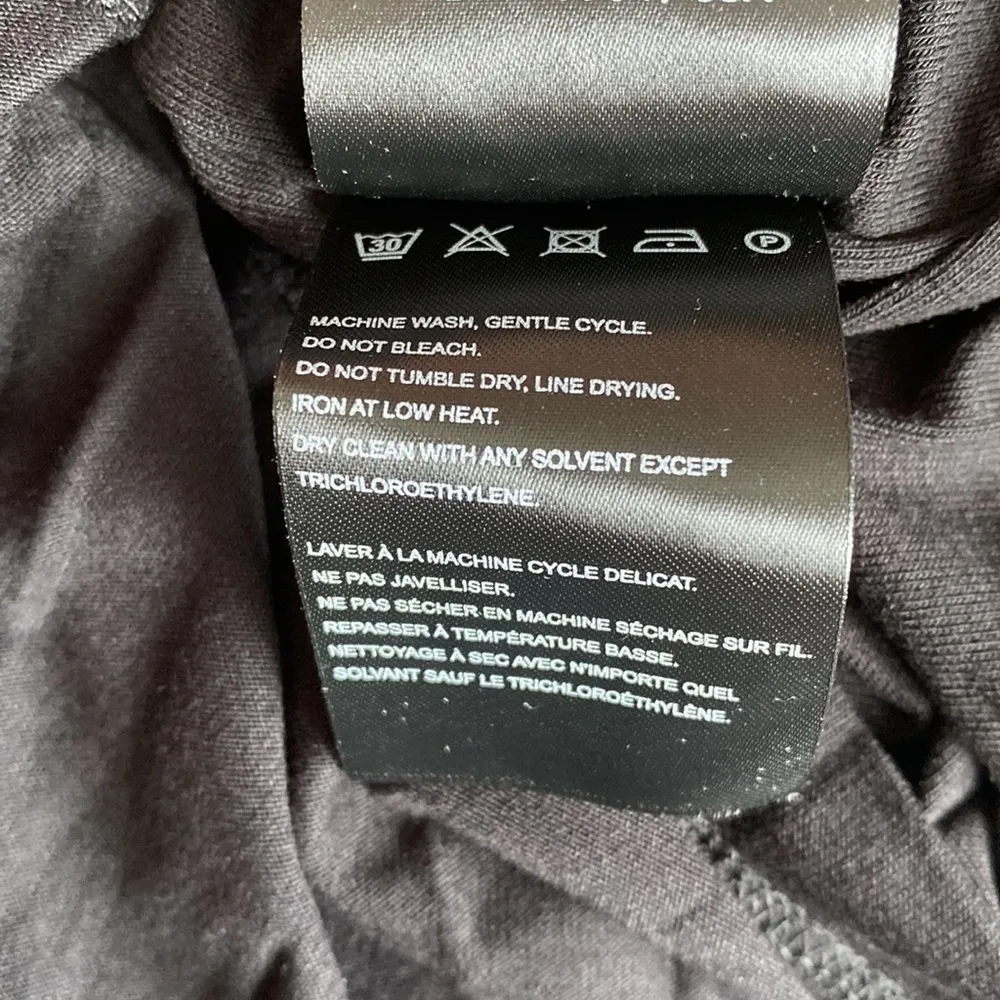 30 P
MACHINE WASH, GENTLE CYCLE.
DO NOT BLEACH.
DO NOT TUMBLE DRY, LINE DRYING.
IRON AT LOW HEAT.
DRY CLEAN WITH ANY SOLVENT EXCEPT
TRICHLOROETHYLENE.
LAVER À LA MACHINE CYCLE DELICAT.
NE PAS JAVELLISER.
NE PAS SÉCHER EN MACHINE SÉCHAGE SUR FIL.
REPASSER À TEMPÉRATURE BASSE.
NETTOYAGE À SEC AVEC N'IMPORTE QUEL
SOLVANT SAUF LE TRICHLOROÉTHYLÈNE.